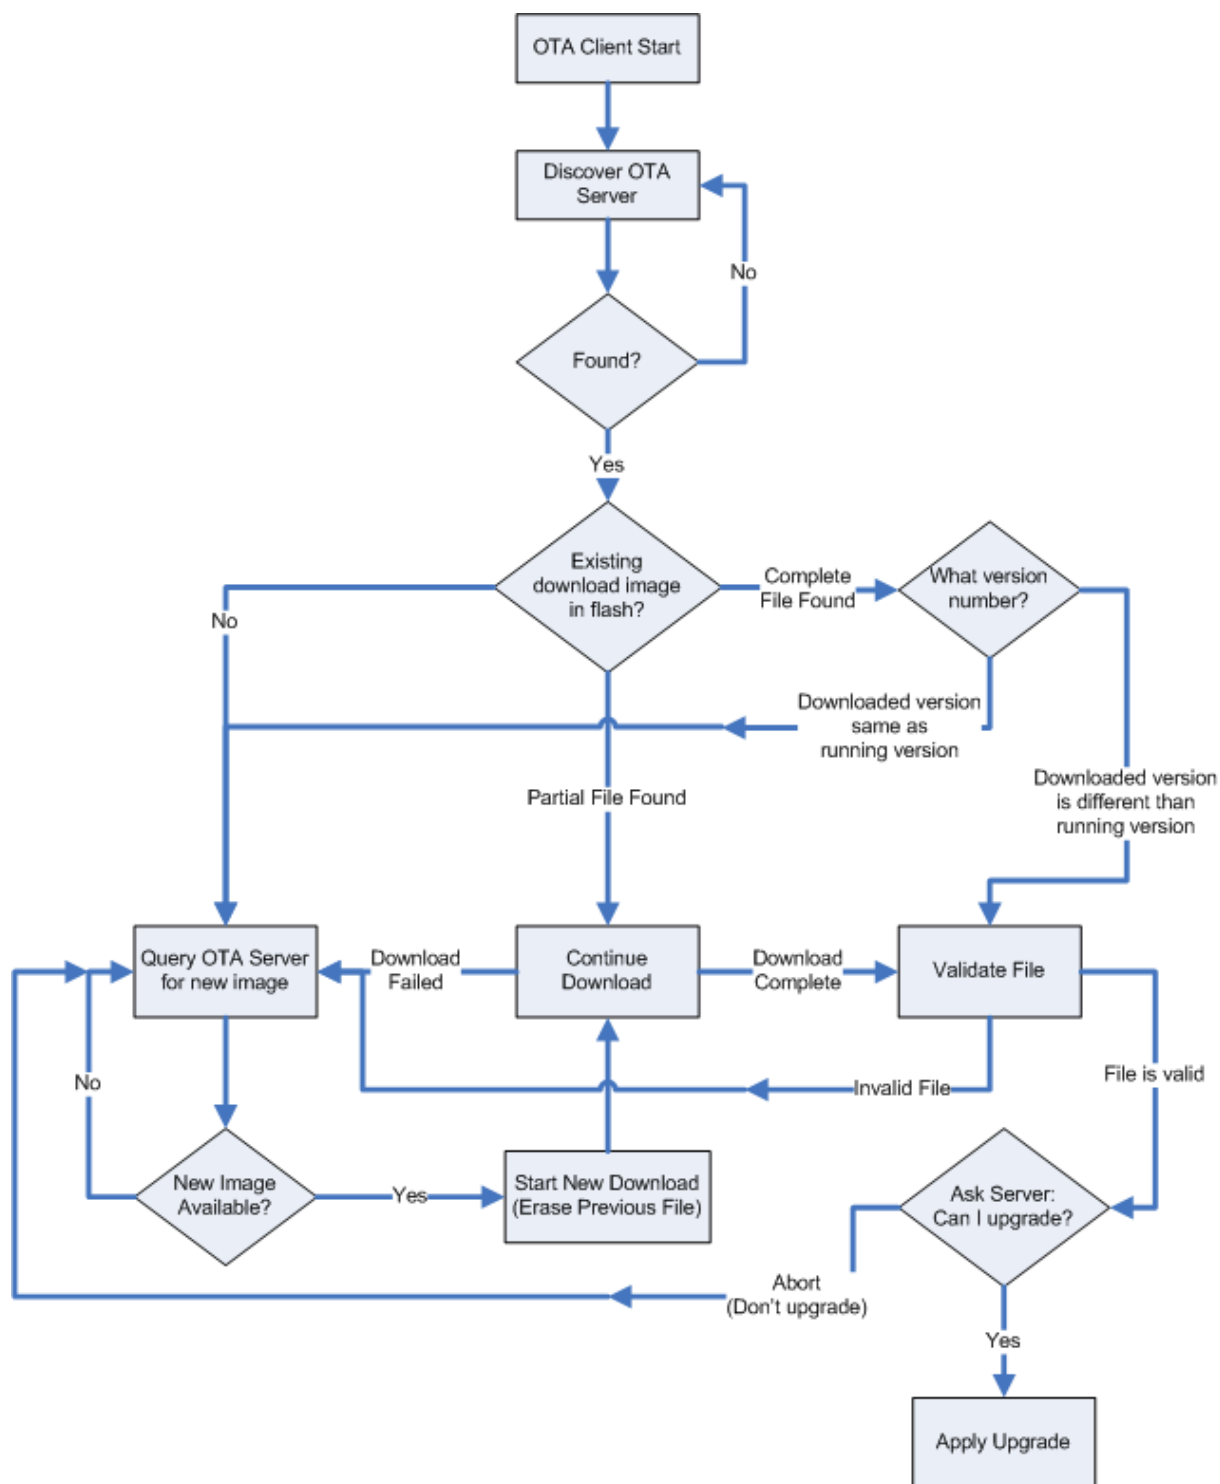 OTA Client Start
Discover OTA
Server
No
Found?
Yes
Existing
download image
in flash?
Complete
File Found
What version
number?
No
Downloaded version
same as
running version
Downloaded version
is different than
running version
Partial File Found
Query OTA Server
for new image
Download
Failed
Continue
Download
Download
Complete
Validate File
No
Invalid File
File is valid
New Image
Available?
Yes
Start New Download
(Erase Previous File)
Ask Server:
Can I upgrade?
Abort
(Don't upgrade)
Yes
Apply Upgrade